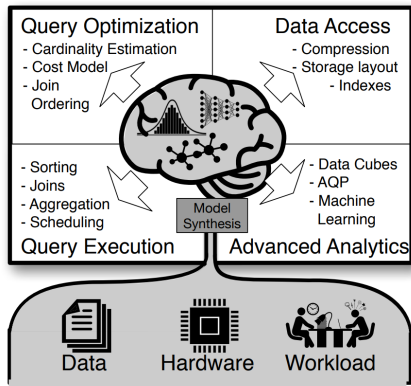 Query Optimization
- Cardinality Estimation
- Cost Model
- Join
Ordering
Data Access
- Compression
- Storage layout
- Indexes
- Sorting
- Joins
- Aggregation
- Scheduling
Query Execution
Model
Synthesis
- Data Cubes
- AQP
- Machine
Learning
Advanced Analytics
Data
Hardware
Workload